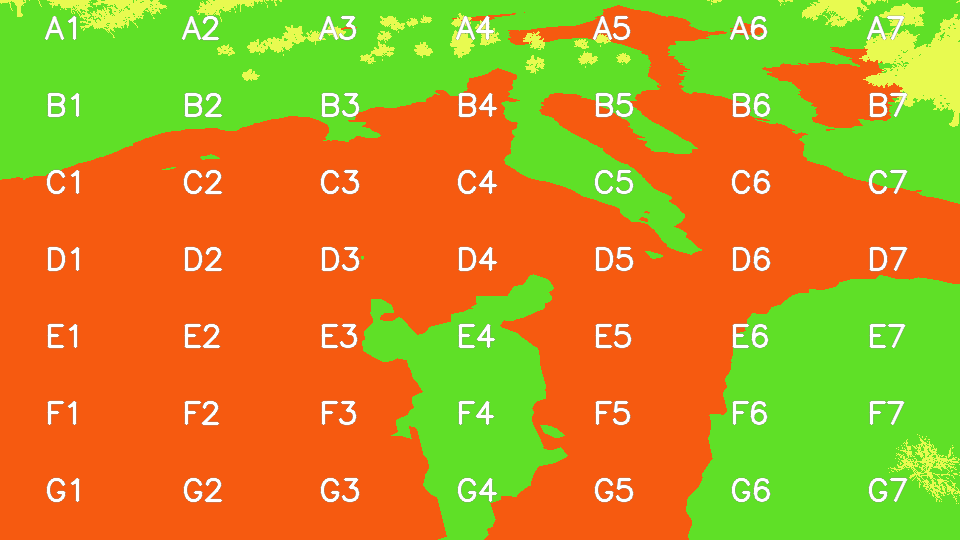 A1 A2 A3 A4 A5 A6 A7
B1 B2 B3 B4 B5 B6 B7
C1 C2 C3 C4 C5 C6 C7
D1 D2 D3 D4 D5 D6 D7
E1 E2 E3 E4 E5 E6 E7
F1 F2 F3 F4 F5 F6 F7
G1 G2 G3 G4 G5 G6 G7